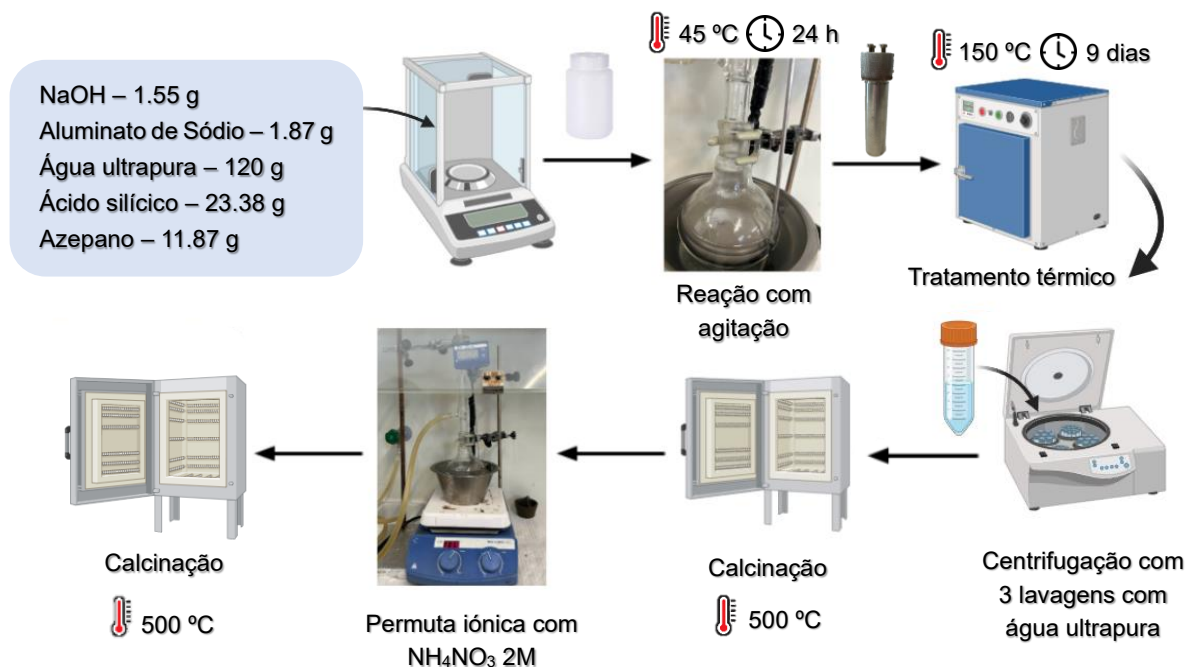 NaOH – 1.55 g
Aluminato de Sódio – 1.87 g
Água ultrapura – 120 g
Ácido silícico – 23.38 g
Azepano – 11.87 g
45 ºC 24 h
Reação com
agitação
150 ºC 9 dias
Tratamento térmico
Centrifugação com
3 lavagens com
água ultrapura
Calcinação
500 ºC
Permuta iónica com
NH₄NO₃ 2M
Calcinação
500 ºC